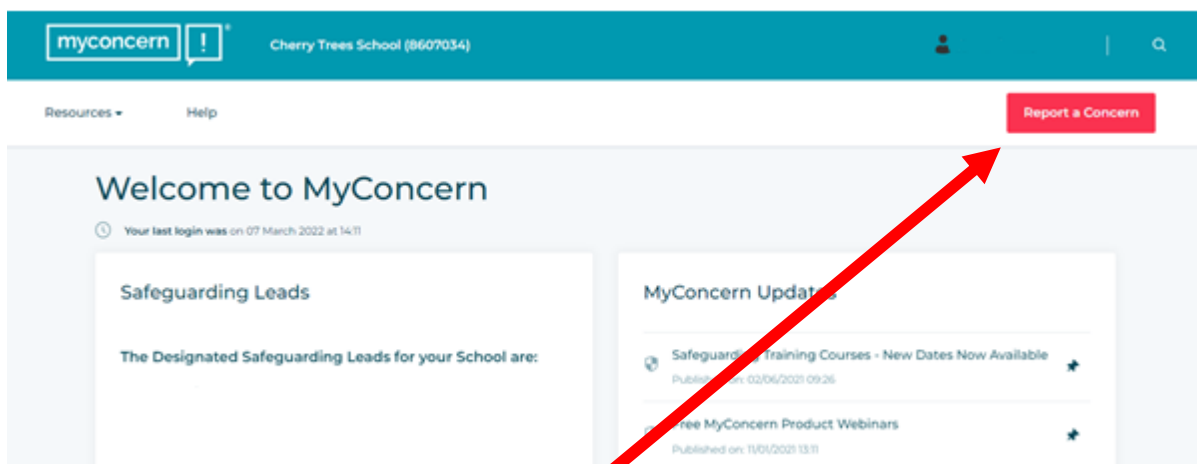 myconcern !
Cherry Trees School (8607034)
Resources Help
Report a Concern
Welcome to MyConcern
Your last login was on 07 March 2022 at 14:11
Safeguarding Leads
The Designated Safeguarding Leads for your School are:
MyConcern Updates
Safeguarding Training Courses - New Dates Now Available
Published on: 02/06/2021 09:26
Free MyConcern Product Webinars
Published on: 11/01/2021 13:11